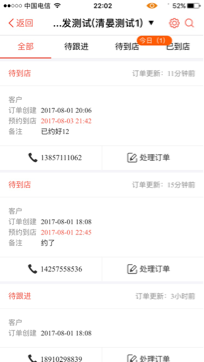 中国电信 22:02 52%
返回 ...发测试(清晏测试1) ▼
全部 待跟进 待到店 已到店
今日（1）
待到店 订单更新：11分钟前
客户
订单创建 2017-08-01 20:06
预约到店 2017-08-03 21:42
备注 已约好12
13857111062 处理订单
待到店 订单更新：15分钟前
客户
订单创建 2017-08-01 18:08
预约到店 2017-08-01 22:45
备注 约了
14257558536 处理订单
待跟进 订单更新：3小时前
客户
订单创建 2017-08-01 18:08
18910298839 处理订单